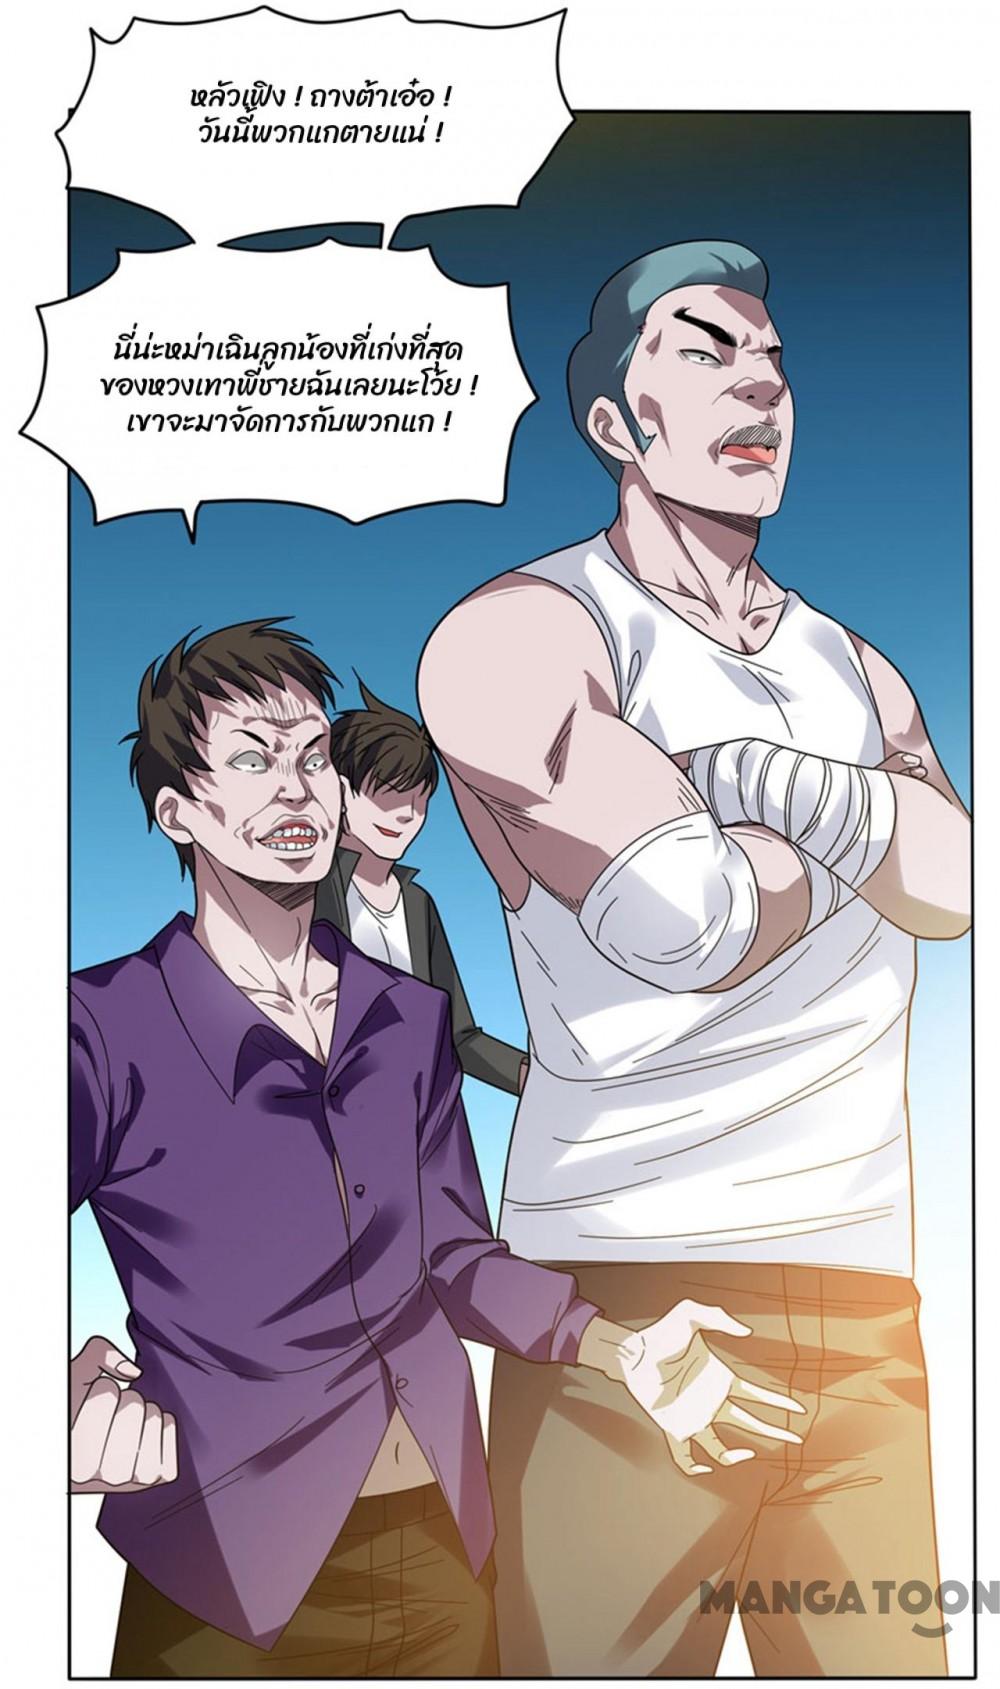 หลัวเฟิง ! ถางต้าเอ๋อ !
วันนี้พวกแกตายแน่ !
นี่น่ะหม่าเฉินลูกน้องที่เก่งที่สุด
ของหวงเทาพี่ชายฉันเลยนะโว้ย !
เขาจะมาจัดการกับพวกแก !
MANGATOON